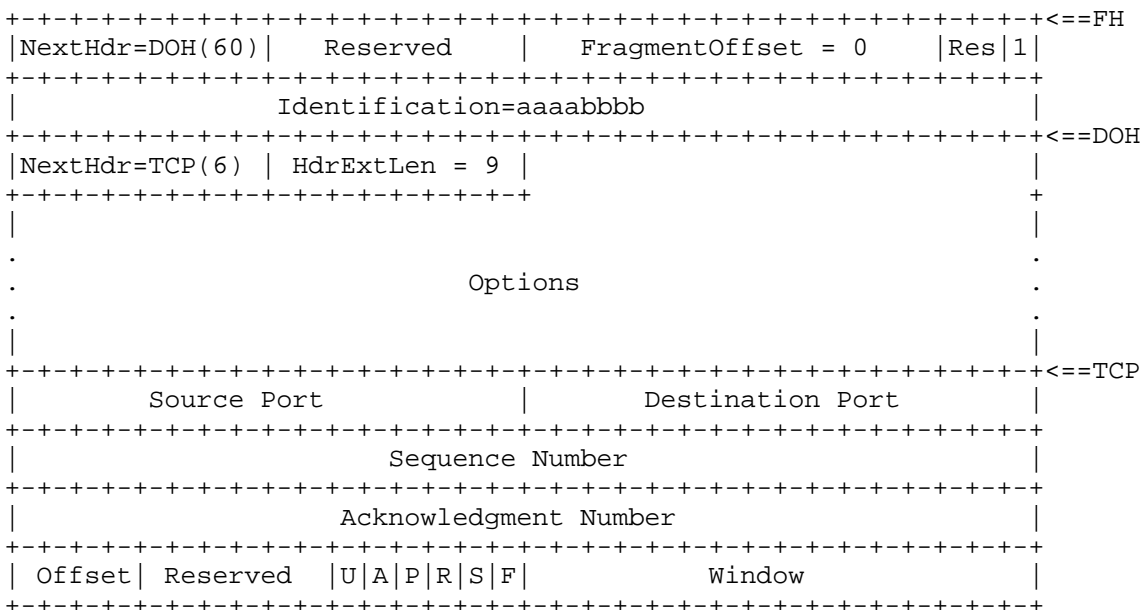 +-+-+-+-+-+-+-+-+-+-+-+-+-+-+-+-+-+-+-+-+-+-+-+-+-+-+-+-+-+-+-+-+<==FH
|NextHdr=DOH(60)|   Reserved    |   FragmentOffset = 0    |Res|1|
+-+-+-+-+-+-+-+-+-+-+-+-+-+-+-+-+-+-+-+-+-+-+-+-+-+-+-+-+-+-+-+-+
|                Identification=aaaabbbb                        |
+-+-+-+-+-+-+-+-+-+-+-+-+-+-+-+-+-+-+-+-+-+-+-+-+-+-+-+-+-+-+-+-+<==DOH
|NextHdr=TCP(6) | HdrExtLen = 9 |                               |
+-+-+-+-+-+-+-+-+-+-+-+-+-+-+-+-+                               +
|                                                               |
.                                                               .
.                            Options                            .
.                                                               .
|                                                               |
+-+-+-+-+-+-+-+-+-+-+-+-+-+-+-+-+-+-+-+-+-+-+-+-+-+-+-+-+-+-+-+-+<==TCP
|        Source Port            |       Destination Port        |
+-+-+-+-+-+-+-+-+-+-+-+-+-+-+-+-+-+-+-+-+-+-+-+-+-+-+-+-+-+-+-+-+
|                       Sequence Number                         |
+-+-+-+-+-+-+-+-+-+-+-+-+-+-+-+-+-+-+-+-+-+-+-+-+-+-+-+-+-+-+-+-+
|                    Acknowledgment Number                      |
+-+-+-+-+-+-+-+-+-+-+-+-+-+-+-+-+-+-+-+-+-+-+-+-+-+-+-+-+-+-+-+-+
| Offset| Reserved  |U|A|P|R|S|F|           Window              |
+-+-+-+-+-+-+-+-+-+-+-+-+-+-+-+-+-+-+-+-+-+-+-+-+-+-+-+-+-+-+-+-+